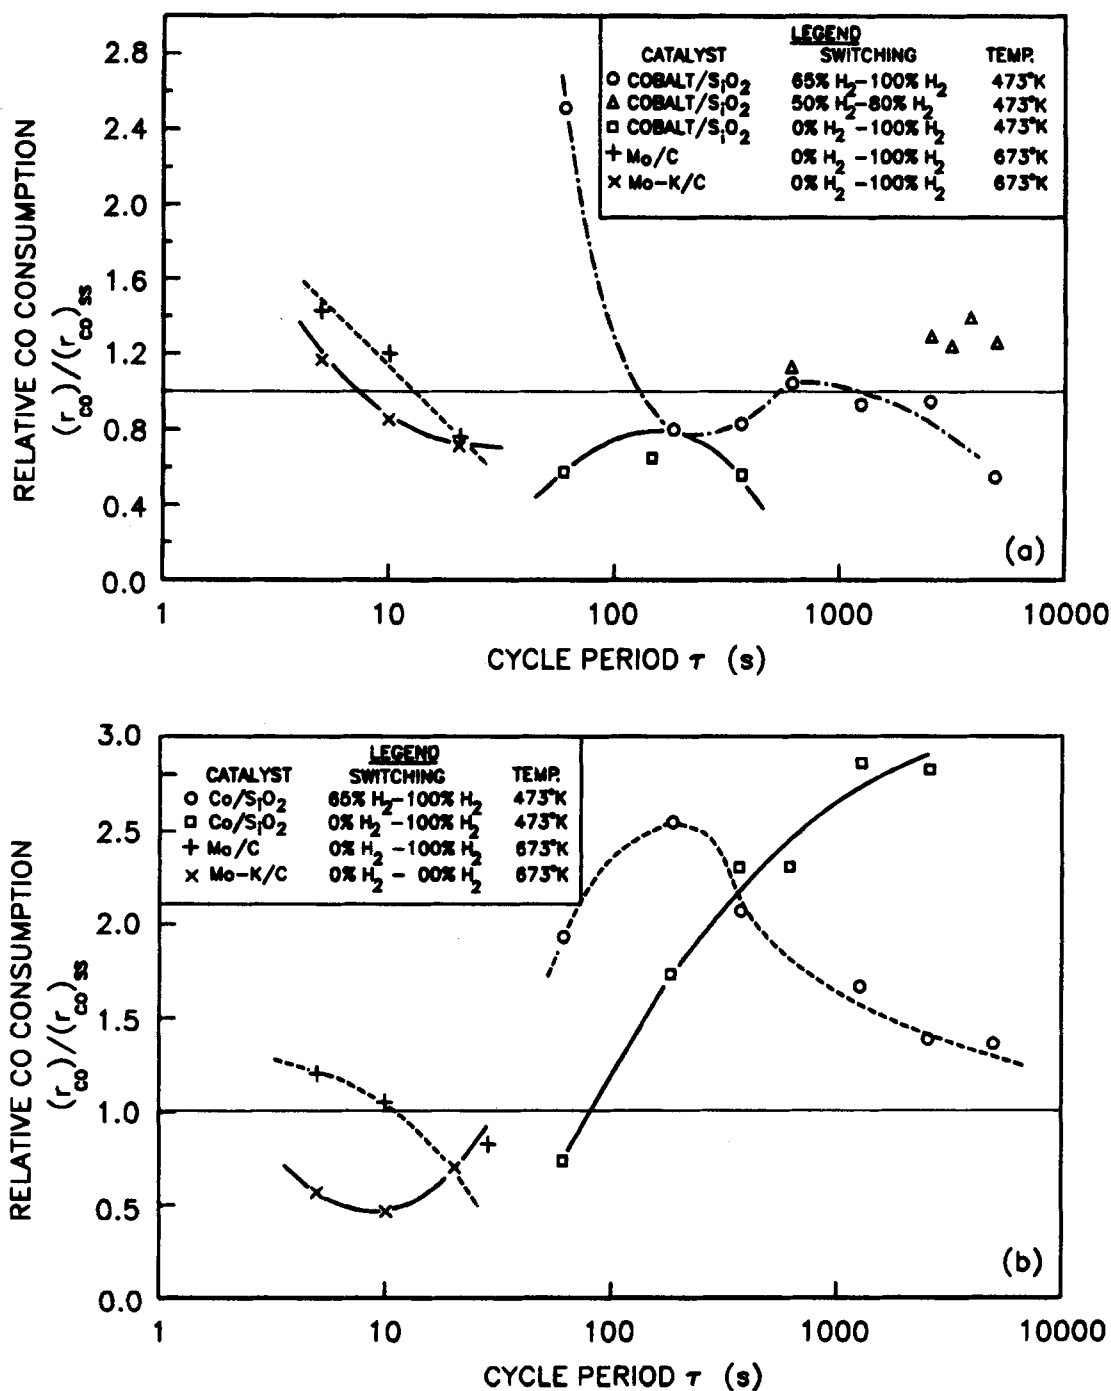 RELATIVE CO CONSUMPTION
(r_co)/(r_co)_ss
2.8
2.4
2.0
1.6
1.2
0.8
0.4
0.0
LEGEND
CATALYST SWITCHING TEMP.
○ COBALT/SiO2 65% H2-100% H2 473°K
△ COBALT/SiO2 50% H2-80% H2 473°K
□ COBALT/SiO2 0% H2 -100% H2 473°K
+ Mo/C 0% H2 -100% H2 673°K
× Mo-K/C 0% H2 -100% H2 673°K
(a)
1 10 100 1000 10000
CYCLE PERIOD τ (s)
RELATIVE CO CONSUMPTION
(r_co)/(r_co)_ss
3.0
2.5
2.0
1.5
1.0
0.5
0.0
LEGEND
CATALYST SWITCHING TEMP.
○ Co/SiO2 65% H2-100% H2 473°K
□ Co/SiO2 0% H2 -100% H2 473°K
+ Mo/C 0% H2 -100% H2 673°K
× Mo-K/C 0% H2 - 00% H2 673°K
(b)
1 10 100 1000 10000
CYCLE PERIOD τ (s)